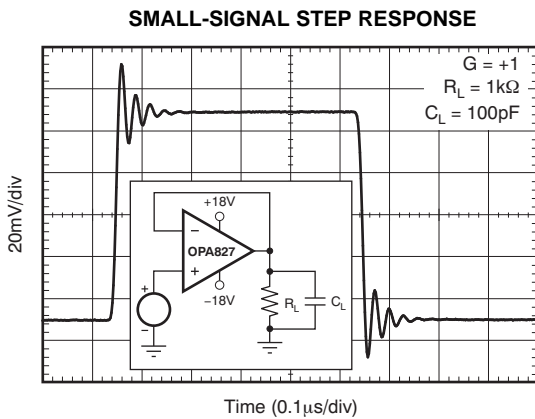 SMALL-SIGNAL STEP RESPONSE
G = +1
R_L = 1kΩ
C_L = 100pF
20mV/div
+18V
−
OPA827
+
−18V
+
−
R_L
C_L
Time (0.1μs/div)